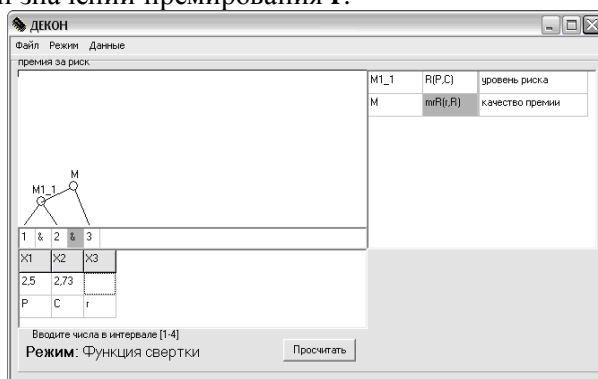 значений премирования r.
ДЕКОН
Файл Режим Данные
премия за риск
M1_1 R(P,C) уровень риска
M mrR(r,R) качество премии
M
M1_1
1 & 2 & 3
X1 X2 X3
2,5 2,73
P C r
Вводите числа в интервале [1-4]
Режим: Функция свертки
Просчитать